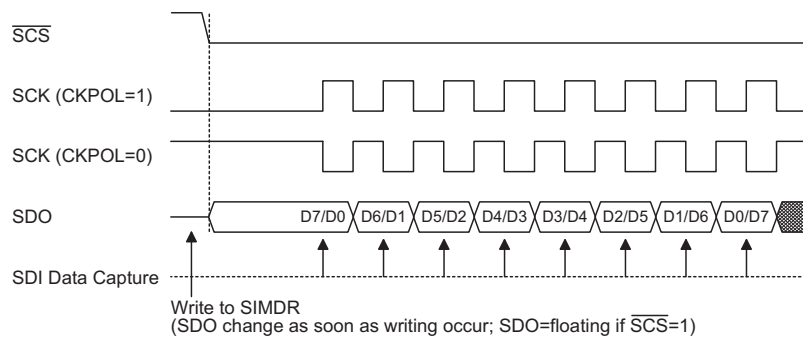 SCS
SCK (CKPOL=1)
SCK (CKPOL=0)
SDO D7/D0 D6/D1 D5/D2 D4/D3 D3/D4 D2/D5 D1/D6 D0/D7
SDI Data Capture
Write to SIMDR
(SDO change as soon as writing occur; SDO=floating if SCS=1)